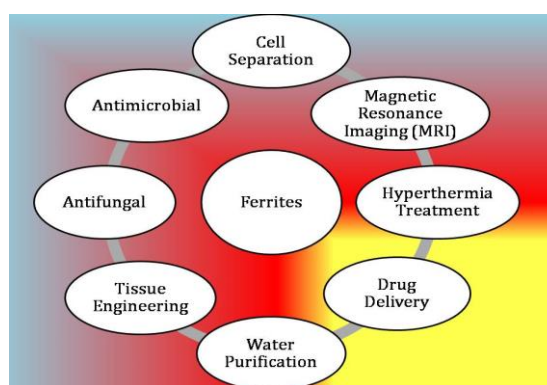 Cell
Separation
Magnetic
Resonance
Imaging (MRI)
Hyperthermia
Treatment
Drug
Delivery
Water
Purification
Tissue
Engineering
Antifungal
Antimicrobial
Ferrites